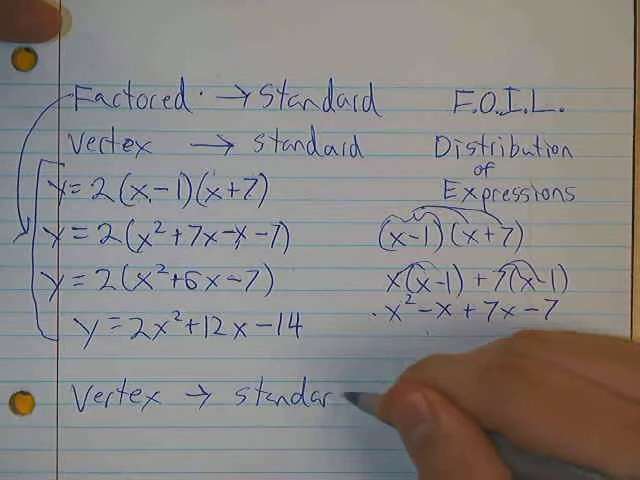 Factored → Standard
F.O.I.L.
Vertex → standard
Distribution
of
Expressions
y = 2(x - 1)(x + 7)
y = 2(x² + 7x - x - 7)
y = 2(x² + 6x - 7)
y = 2x² + 12x - 14
(x - 1)(x + 7)
x(x - 1) + 7(x - 1)
x² - x + 7x - 7
Vertex → standar